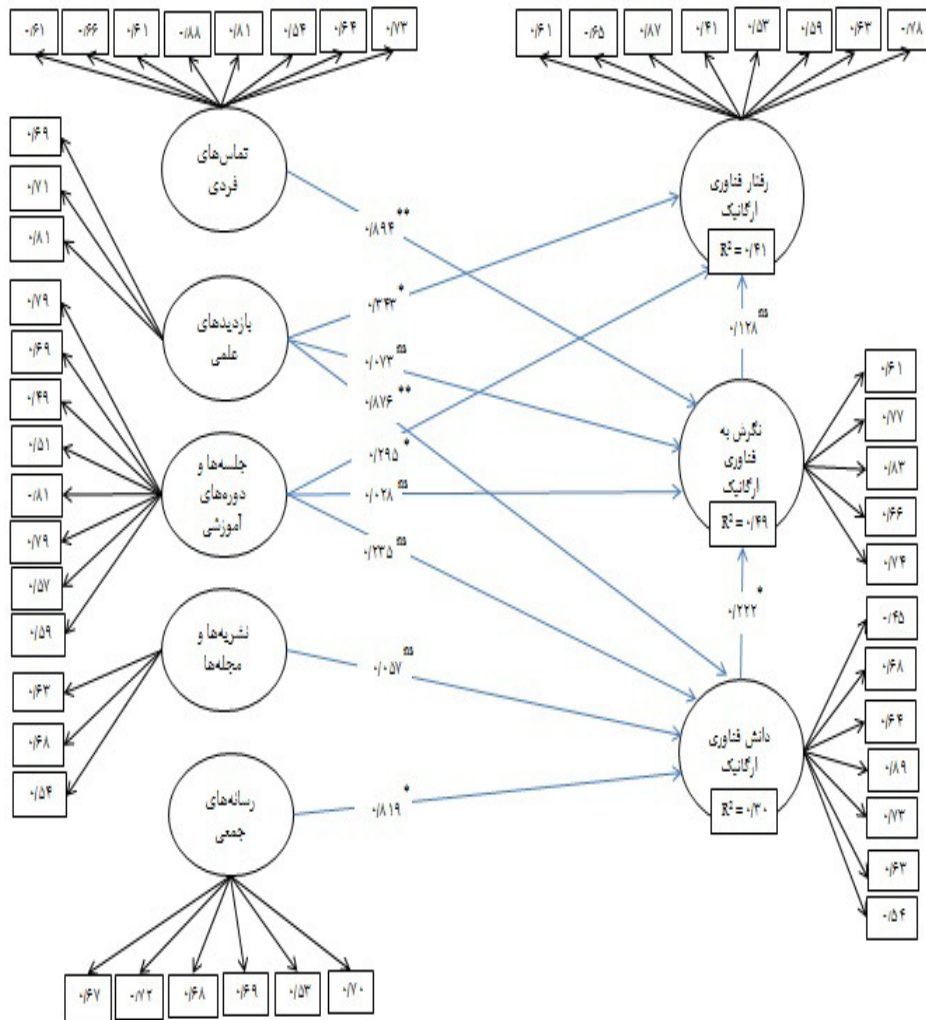 ۰/۶۱ ۰/۶۶ ۰/۶۱ ۰/۸۸ ۰/۸۱ ۰/۵۴ ۰/۶۴ ۰/۷۳
۰/۶۱ ۰/۶۵ ۰/۸۷ ۰/۴۱ ۰/۵۳ ۰/۵۹ ۰/۶۳ ۰/۷۸
تماس‌های
فردی
رفتار فناوری
ارگانیک
R² = ۰/۴۱
۰/۶۹
۰/۷۱
۰/۸۱
بازدیدهای
علمی
۰/۷۹
۰/۶۹
۰/۴۹
۰/۵۱
۰/۸۱
۰/۷۹
۰/۵۷
۰/۵۹
جلسه‌ها و
دوره‌های
آموزشی
نشریه‌ها و
مجله‌ها
۰/۶۳
۰/۶۸
۰/۵۴
رسانه‌های
جمعی
۰/۶۷ ۰/۷۲ ۰/۶۸ ۰/۶۹ ۰/۵۳ ۰/۷۰
۰/۸۹۴**
۰/۳۴۳*
۰/۰۷۳ns
۰/۸۷۶**
۰/۲۹۵*
۰/۰۲۸ns
۰/۲۳۵ns
۰/۰۵۷ns
۰/۸۱۹*
۰/۱۲۸ns
نگرش به
فناوری
ارگانیک
R² = ۰/۴۹
۰/۶۱
۰/۷۷
۰/۸۳
۰/۶۶
۰/۷۴
۰/۲۲۲*
دانش فناوری
ارگانیک
R² = ۰/۳۰
۰/۴۵
۰/۶۸
۰/۶۴
۰/۸۹
۰/۷۳
۰/۶۳
۰/۵۴